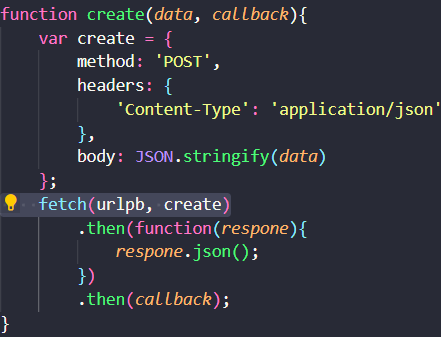 function create(data, callback){
    var create = {
        method: 'POST',
        headers: {
            'Content-Type': 'application/json'
        },
        body: JSON.stringify(data)
    };
    fetch(urlpb, create)
        .then(function(respone){
            respone.json();
        })
        .then(callback);
}